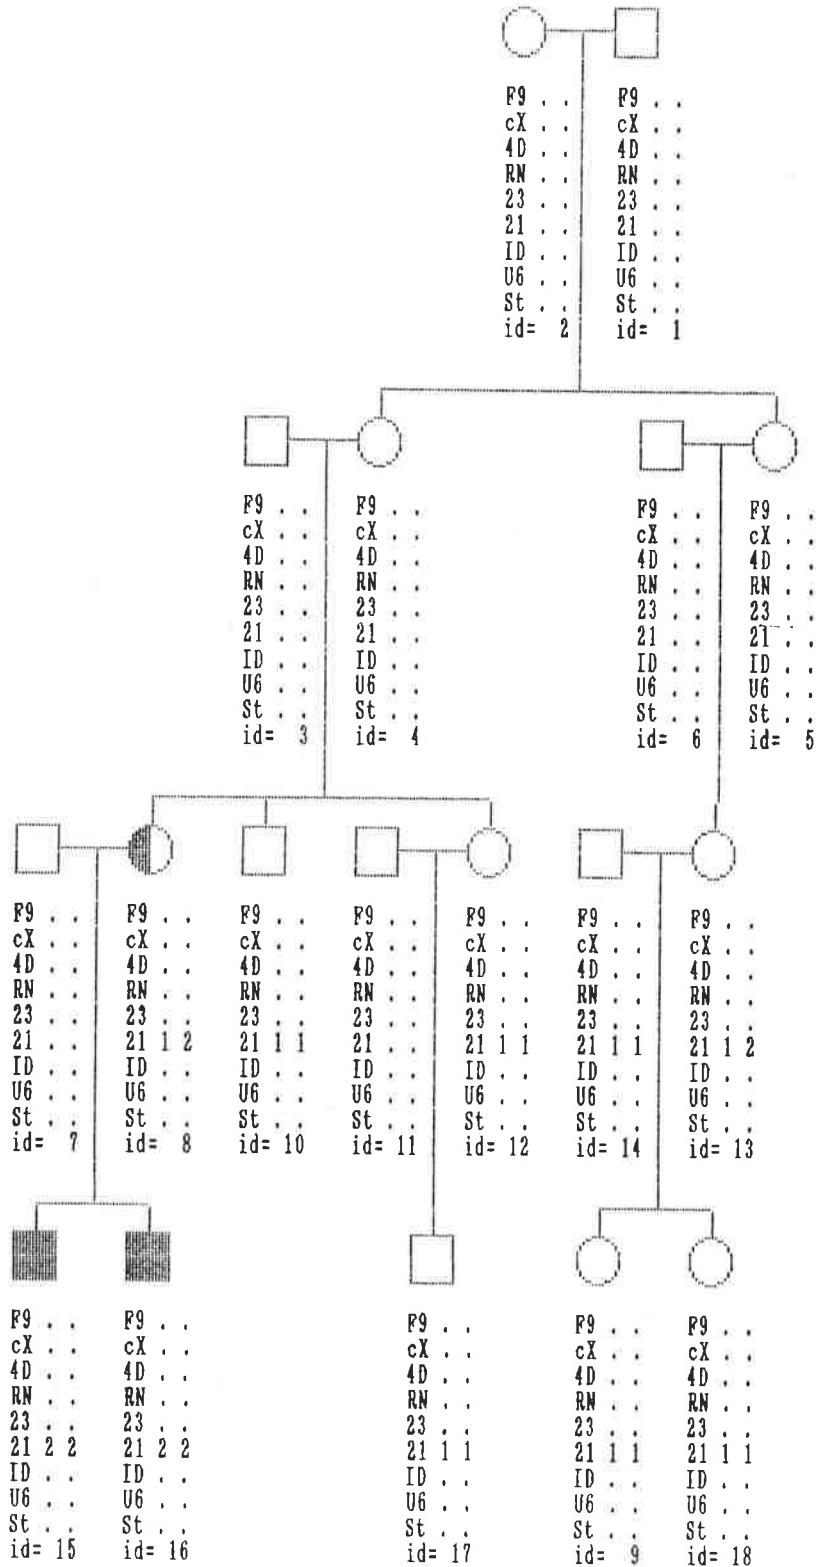 F9 . . F9 . .
cX . . cX . .
4D . . 4D . .
RN . . RN . .
23 . . 23 . .
21 . . 21 . .
ID . . ID . .
U6 . . U6 . .
St . . St . .
id= 2 id= 1
F9 . . F9 . . F9 . . F9 . .
cX . . cX . . cX . . cX . .
4D . . 4D . . 4D . . 4D . .
RN . . RN . . RN . . RN . .
23 . . 23 . . 23 . . 23 . .
21 . . 21 . . 21 . . 21 . .
ID . . ID . . ID . . ID . .
U6 . . U6 . . U6 . . U6 . .
St . . St . . St . . St . .
id= 3 id= 4 id= 6 id= 5
F9 . . F9 . . F9 . . F9 . . F9 . . F9 . . F9 . .
cX . . cX . . cX . . cX . . cX . . cX . . cX . .
4D . . 4D . . 4D . . 4D . . 4D . . 4D . . 4D . .
RN . . RN . . RN . . RN . . RN . . RN . . RN . .
23 . . 23 . . 23 . . 23 . . 23 . . 23 . . 23 . .
21 . . 21 1 2 21 1 1 21 . . 21 1 1 21 1 1 21 1 2
ID . . ID . . ID . . ID . . ID . . ID . . ID . .
U6 . . U6 . . U6 . . U6 . . U6 . . U6 . . U6 . .
St . . St . . St . . St . . St . . St . . St . .
id= 7 id= 8 id= 10 id= 11 id= 12 id= 14 id= 13
F9 . . F9 . . F9 . . F9 . . F9 . .
cX . . cX . . cX . . cX . . cX . .
4D . . 4D . . 4D . . 4D . . 4D . .
RN . . RN . . RN . . RN . . RN . .
23 . . 23 . . 23 . . 23 . . 23 . .
21 2 2 21 2 2 21 1 1 21 1 1 21 1 1
ID . . ID . . ID . . ID . . ID . .
U6 . . U6 . . U6 . . U6 . . U6 . .
St . . St . . St . . St . . St . .
id= 15 id= 16 id= 17 id= 9 id= 18